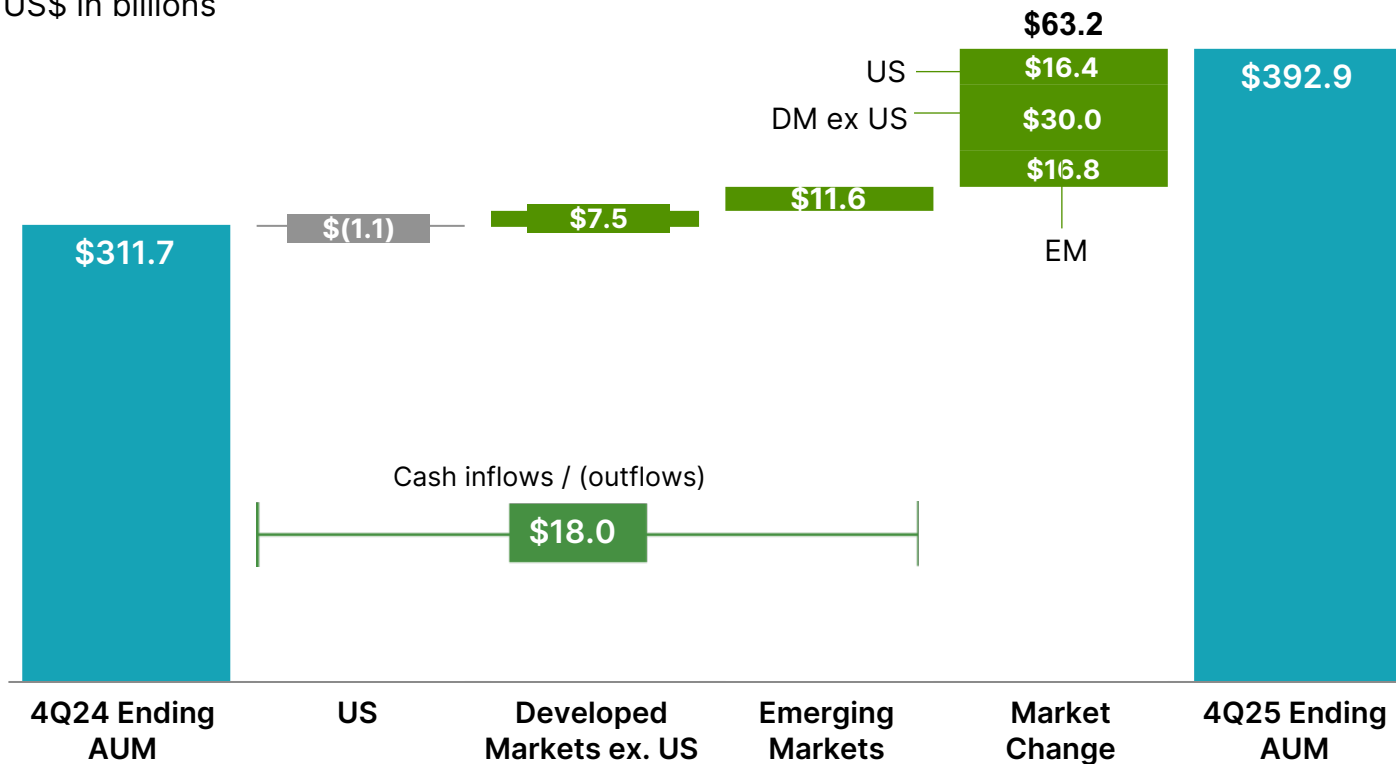 US$ in billions
$63.2
US
$16.4
$392.9
DM ex US
$30.0
$16.8
$11.6
$7.5
$(1.1)
$311.7
EM
Cash inflows / (outflows)
$18.0
4Q24 Ending
AUM
US
Developed
Markets ex. US
Emerging
Markets
Market
Change
4Q25 Ending
AUM